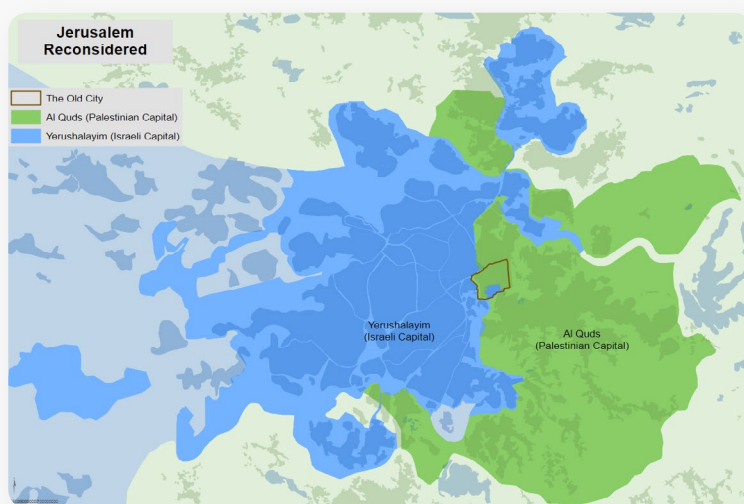 Jerusalem
Reconsidered
The Old City
Al Quds (Palestinian Capital)
Yerushalayim (Israeli Capital)
Yerushalayim
(Israeli Capital)
Al Quds
(Palestinian Capital)